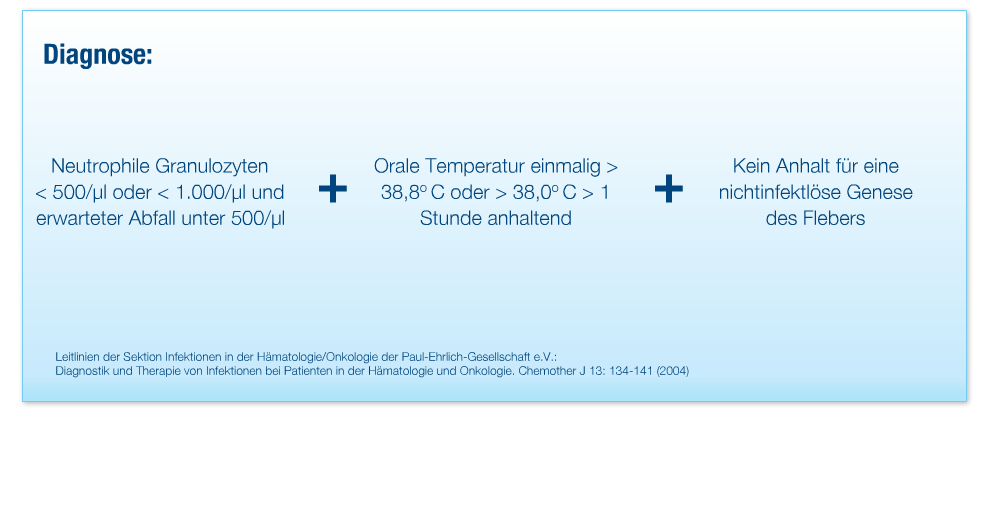 Diagnose:
Neutrophile Granulozyten
< 500/µl oder < 1.000/µl und
erwarteter Abfall unter 500/µl
+
Orale Temperatur einmalig >
38,8º C oder > 38,0º C > 1
Stunde anhaltend
+
Kein Anhalt für eine
nichtinfektlöse Genese
des Flebers
Leitlinien der Sektion Infektionen in der Hämatologie/Onkologie der Paul-Ehrlich-Gesellschaft e.V.:
Diagnostik und Therapie von Infektionen bei Patienten in der Hämatologie und Onkologie. Chemother J 13: 134-141 (2004)